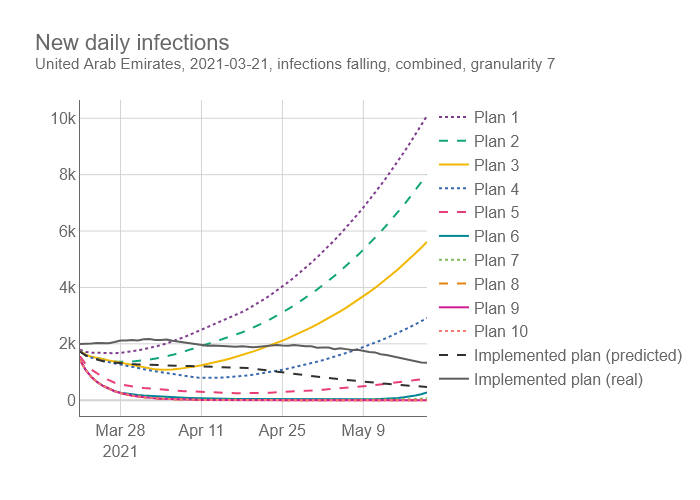 New daily infections
United Arab Emirates, 2021-03-21, infections falling, combined, granularity 7
10k
8k
6k
4k
2k
0
Mar 28
2021
Apr 11
Apr 25
May 9
Plan 1
Plan 2
Plan 3
Plan 4
Plan 5
Plan 6
Plan 7
Plan 8
Plan 9
Plan 10
Implemented plan (predicted)
Implemented plan (real)